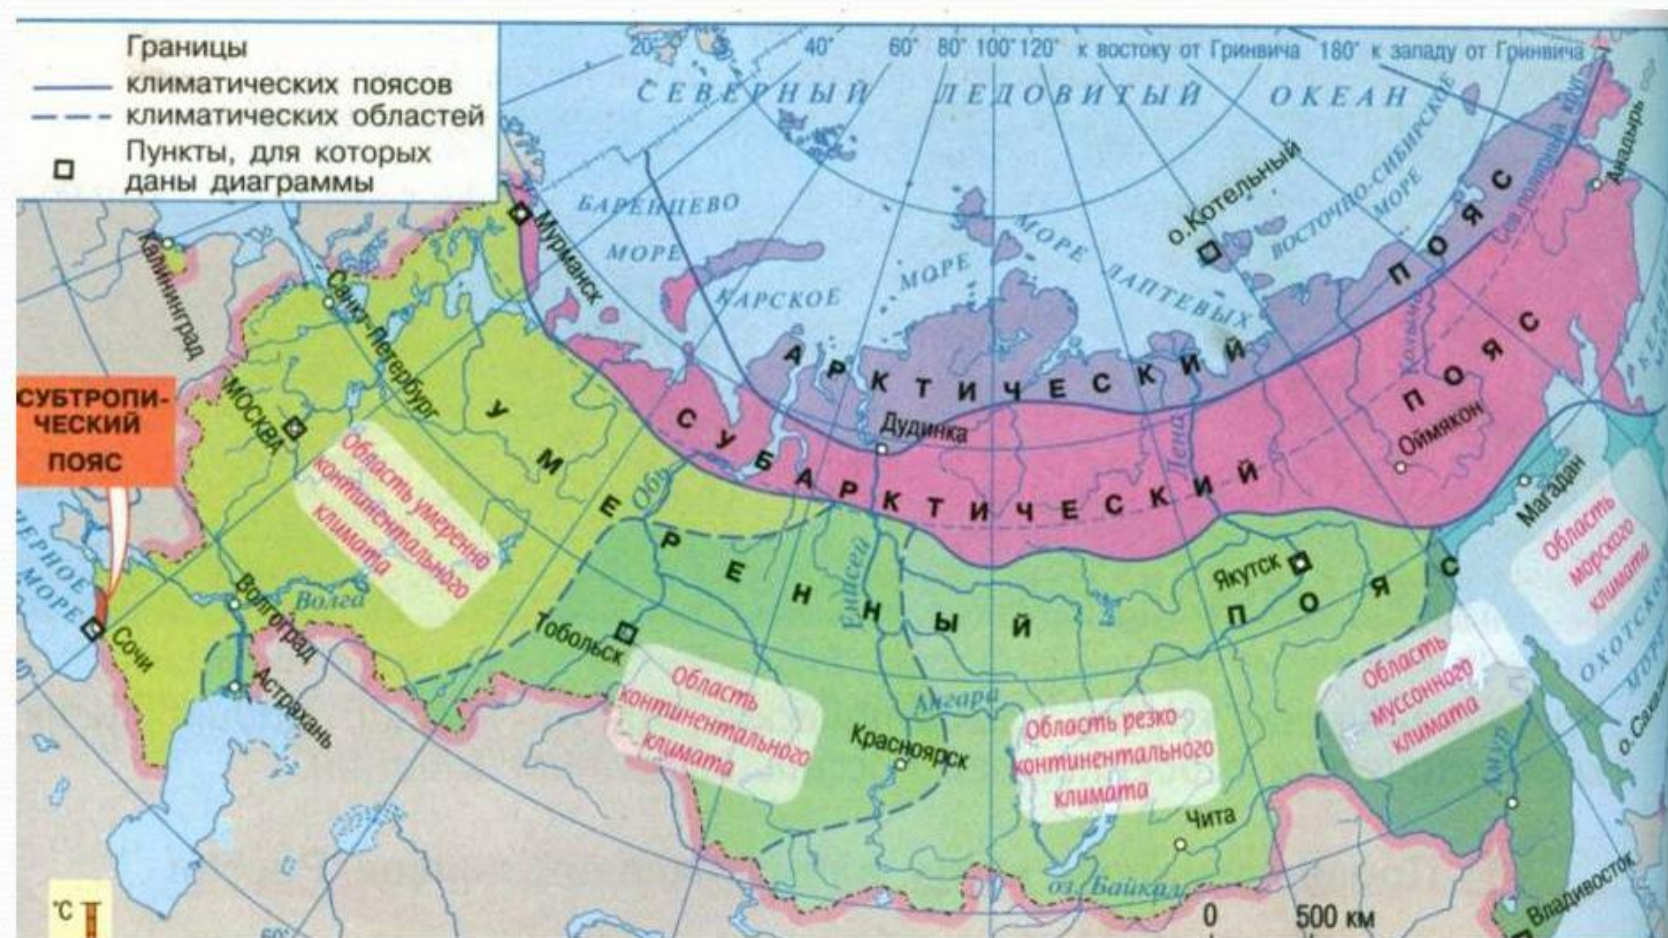 Границы
климатических поясов
климатических областей
Пункты, для которых
даны диаграммы
20° 40° 60° 80° 100° 120° к востоку от Гринвича 180° к западу от Гринвича
СЕВЕРНЫЙ ЛЕДОВИТЫЙ ОКЕАН
БАРЕНЦЕВО
МОРЕ
КАРСКОЕ
МОРЕ
МОРЕ
ЛАПТЕВЫХ
ВОСТОЧНО-СИБИРСКОЕ
МОРЕ
о.Котельный
Анадырь
Мурманск
Калининград
Санкт-Петербург
МОСКВА
СУБТРОПИ-
ЧЕСКИЙ
ПОЯС
АРКТИЧЕСКИЙ ПОЯС
СУБАРКТИЧЕСКИЙ ПОЯС
УМЕРЕННЫЙ ПОЯС
Дудинка
Оймякон
Магадан
Лена
Обь
Енисей
Волга
Ангара
Амур
Область умеренно
континентального
климата
Область
морского
климата
Область
муссонного
климата
Область
континентального
климата
Область резко
континентального
климата
ЧЕРНОЕ
МОРЕ
Сочи
Волгоград
Астрахань
Тобольск
Якутск
Красноярск
Чита
оз. Байкал
Владивосток
°C
0 500 км